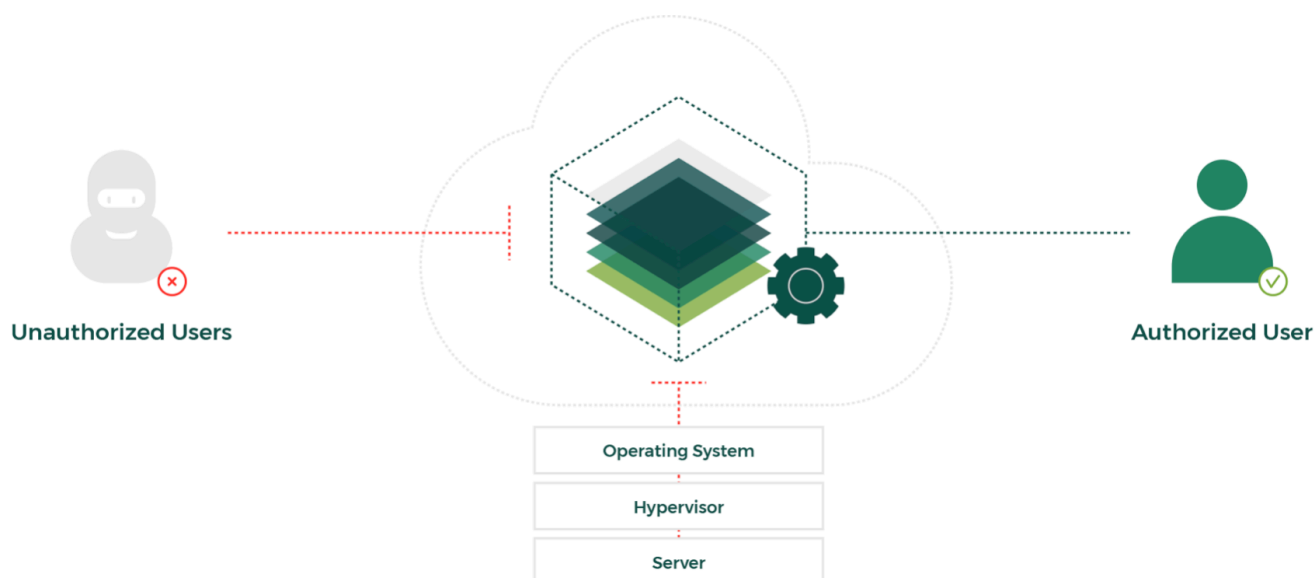 Unauthorized Users
Authorized User
Operating System
Hypervisor
Server